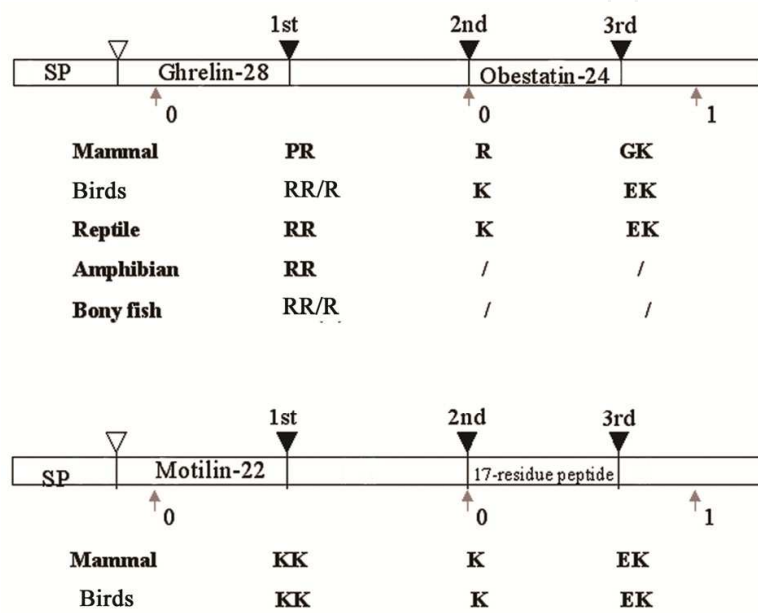 1st 2nd 3rd
SP Ghrelin-28 Obestatin-24
0 0 1
Mammal PR R GK
Birds RR/R K EK
Reptile RR K EK
Amphibian RR / /
Bony fish RR/R / /
1st 2nd 3rd
SP Motilin-22 17-residue peptide
0 0 1
Mammal KK K EK
Birds KK K EK